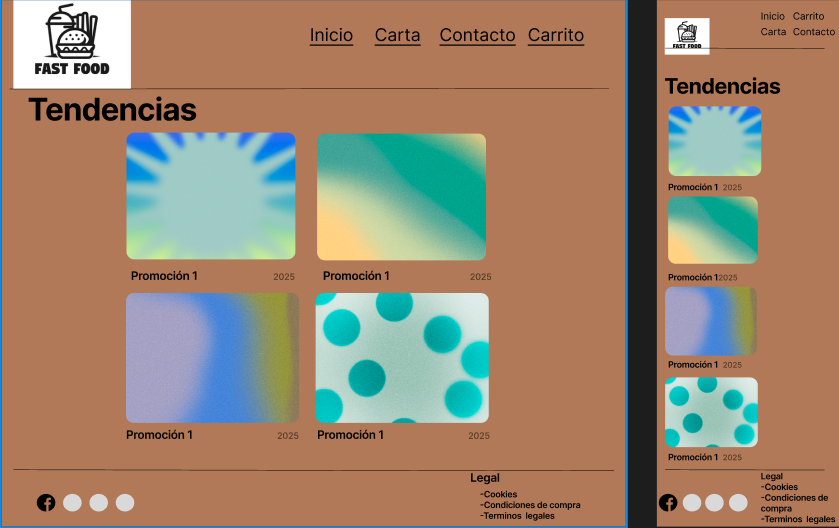 FAST FOOD
Inicio Carta Contacto Carrito
Tendencias
Promoción 1 2025
Promoción 1 2025
Promoción 1 2025
Promoción 1 2025
Legal
-Cookies
-Condiciones de compra
-Terminos legales
FAST FOOD
Inicio Carrito
Carta Contacto
Tendencias
Promoción 1 2025
Promoción 12025
Promoción 1 2025
Promoción 1 2025
Legal
-Cookies
-Condiciones de
compra
-Terminos legales